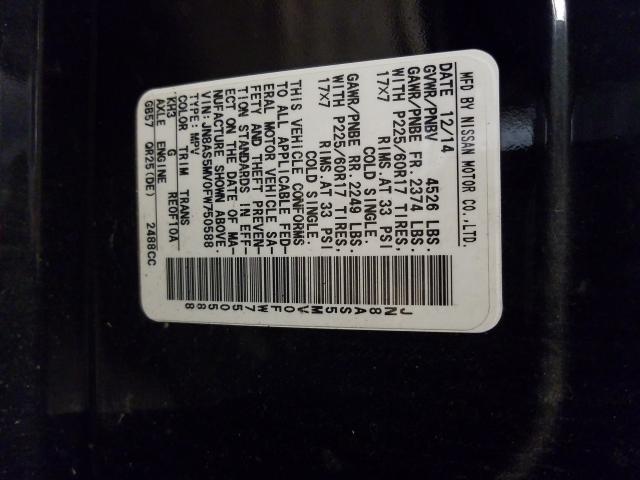 MFD BY NISSAN MOTOR CO.,LTD.
DATE 12/14
GVWR/PNBV 4526 LBS.
GAWR/PNBE FR.2374 LBS.
WITH P225/60R17 TIRES,
17X7 RIMS.AT 33 PSI
COLD SINGLE.
GAWR/PNBE RR.2249 LBS.
WITH P225/60R17 TIRES,
17X7 RIMS.AT 33 PSI
COLD SINGLE.
THIS VEHICLE CONFORMS
TO ALL APPLICABLE FED-
ERAL MOTOR VEHICLE SA-
FETY AND THEFT PREVEN-
TION STANDARDS IN EFF-
ECT ON THE DATE OF MA-
NUFACTURE SHOWN ABOVE.
VIN:JN8AS5MV0FW750588
TYPE:MPV
COLOR TRIM TRANS
KH3 G RE0F10A
AXLE ENGINE
GB57 QR25(DE) 2488CC
JN8AS5MV0FW750588